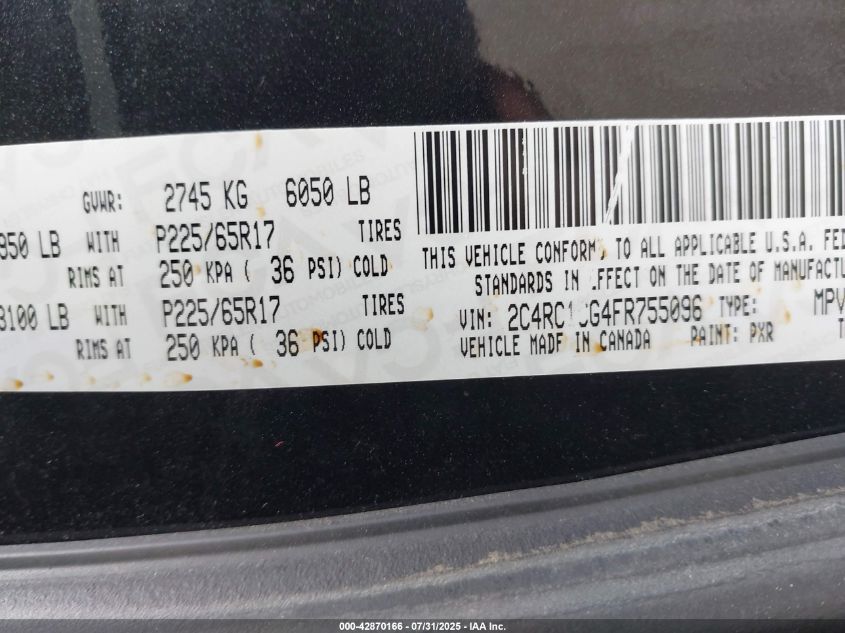 GVWR: 2745 KG 6050 LB
950 LB WITH P225/65R17 TIRES
RIMS AT 250 KPA ( 36 PSI) COLD
3100 LB WITH P225/65R17 TIRES
RIMS AT 250 KPA ( 36 PSI) COLD
THIS VEHICLE TO ALL APPLICABLE U.S.A. FED
STANDARDS IN EFFECT ON THE DATE OF MANUFACTU
VIN: TYPE: MPV
VEHICLE MADE IN CANADA PAINT: PXR
000-42870166 - 07/31/2025 - IAA Inc.